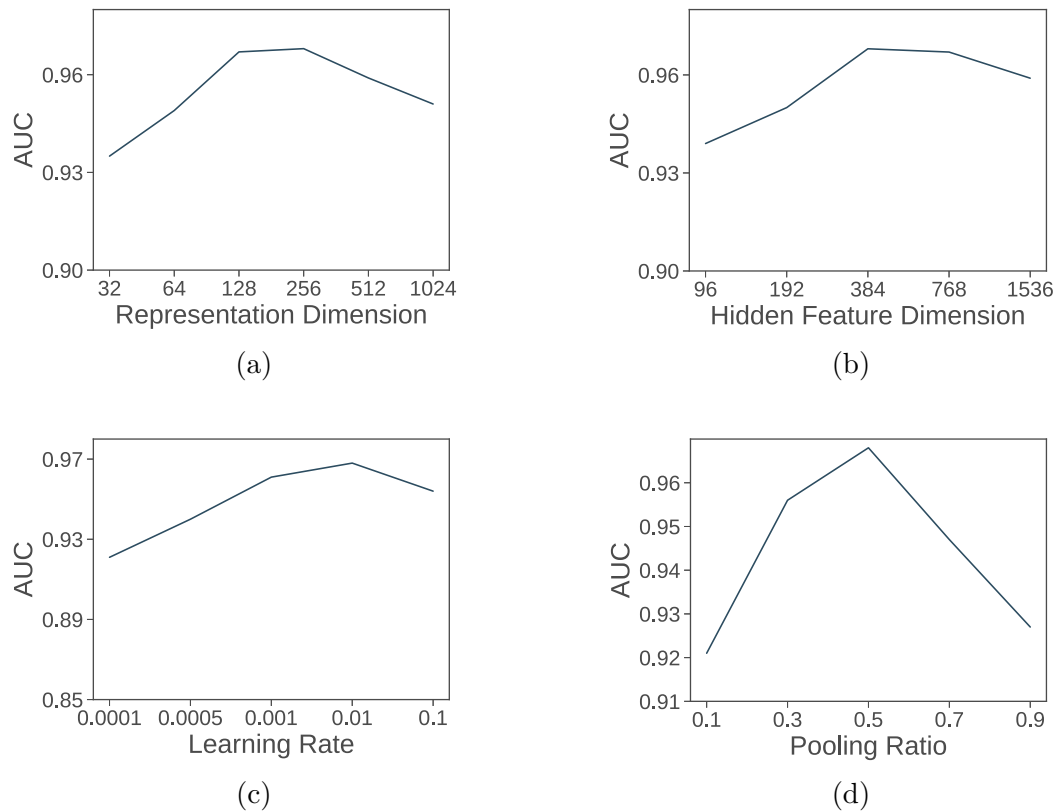 AUC
0.96
0.93
0.90
32 64 128 256 512 1024
Representation Dimension
(a)
AUC
0.96
0.93
0.90
96 192 384 768 1536
Hidden Feature Dimension
(b)
AUC
0.97
0.93
0.89
0.85
0.0001 0.0005 0.001 0.01 0.1
Learning Rate
(c)
AUC
0.96
0.95
0.94
0.93
0.92
0.91
0.1 0.3 0.5 0.7 0.9
Pooling Ratio
(d)